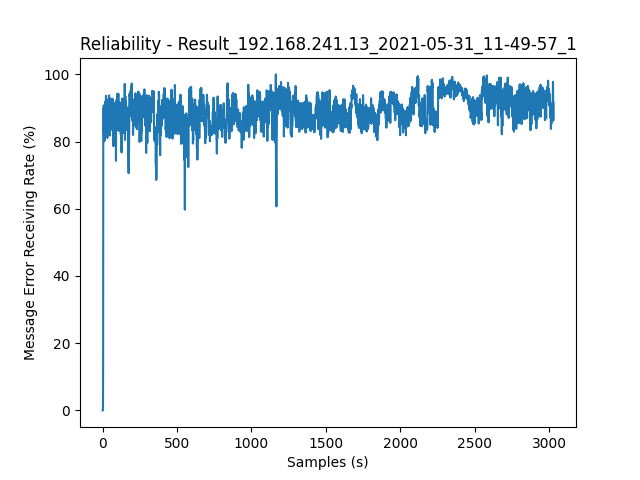 Reliability - Result_192.168.241.13_2021-05-31_11-49-57_1
100
80
60
40
20
0
Message Error Receiving Rate (%)
0 500 1000 1500 2000 2500 3000
Samples (s)